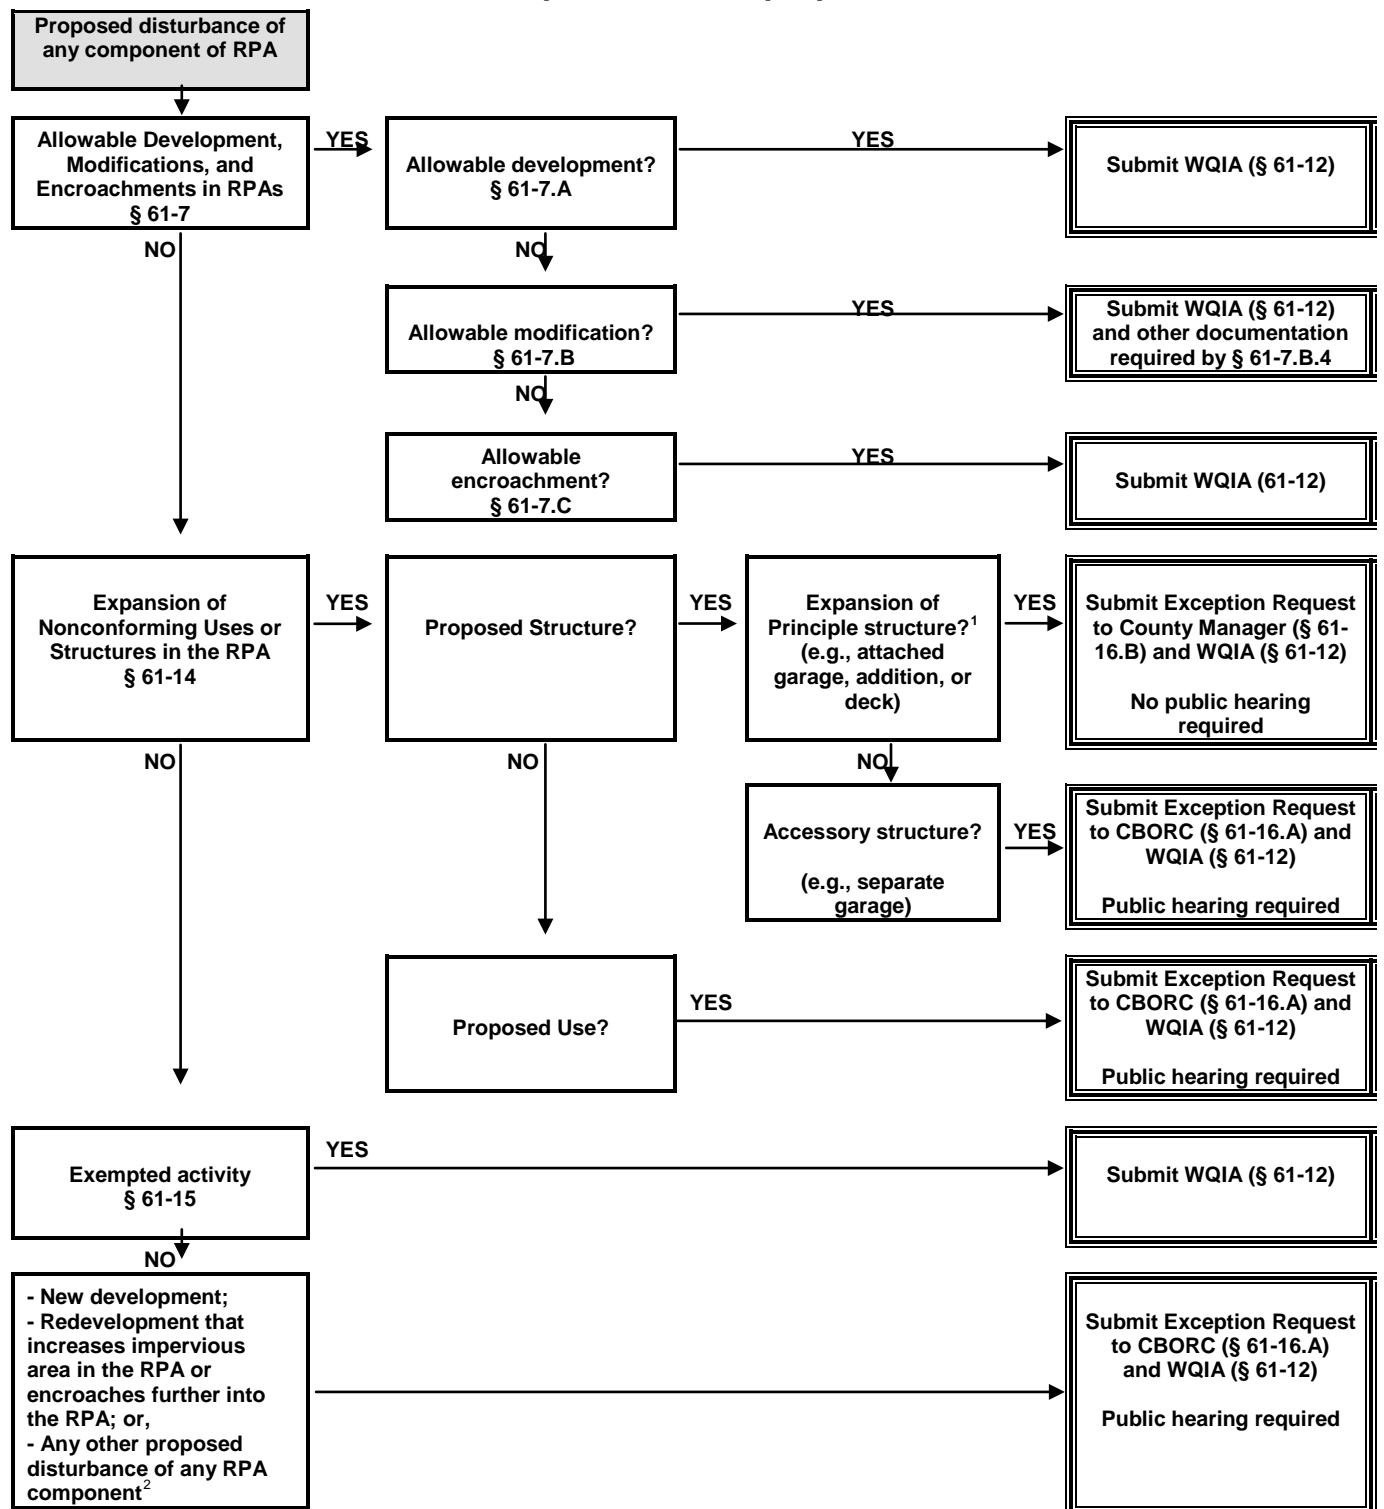 Proposed disturbance of
any component of RPA
Allowable Development,
Modifications, and
Encroachments in RPAs
§ 61-7
YES
Allowable development?
§ 61-7.A
YES
Submit WQIA (§ 61-12)
NO
NO
Allowable modification?
§ 61-7.B
YES
Submit WQIA (§ 61-12)
and other documentation
required by § 61-7.B.4
NO
Allowable
encroachment?
§ 61-7.C
YES
Submit WQIA (61-12)
Expansion of
Nonconforming Uses or
Structures in the RPA
§ 61-14
YES
Proposed Structure?
YES
Expansion of
Principle structure?1
(e.g., attached
garage, addition, or
deck)
YES
Submit Exception Request
to County Manager (§ 61-
16.B) and WQIA (§ 61-12)
No public hearing
required
NO
NO
NO
Accessory structure?
(e.g., separate
garage)
YES
Submit Exception Request
to CBORC (§ 61-16.A) and
WQIA (§ 61-12)
Public hearing required
Proposed Use?
YES
Submit Exception Request
to CBORC (§ 61-16.A) and
WQIA (§ 61-12)
Public hearing required
Exempted activity
§ 61-15
YES
Submit WQIA (§ 61-12)
NO
- New development;
- Redevelopment that
increases impervious
area in the RPA or
encroaches further into
the RPA; or,
- Any other proposed
disturbance of any RPA
component2
Submit Exception Request
to CBORC (§ 61-16.A)
and WQIA (§ 61-12)
Public hearing required